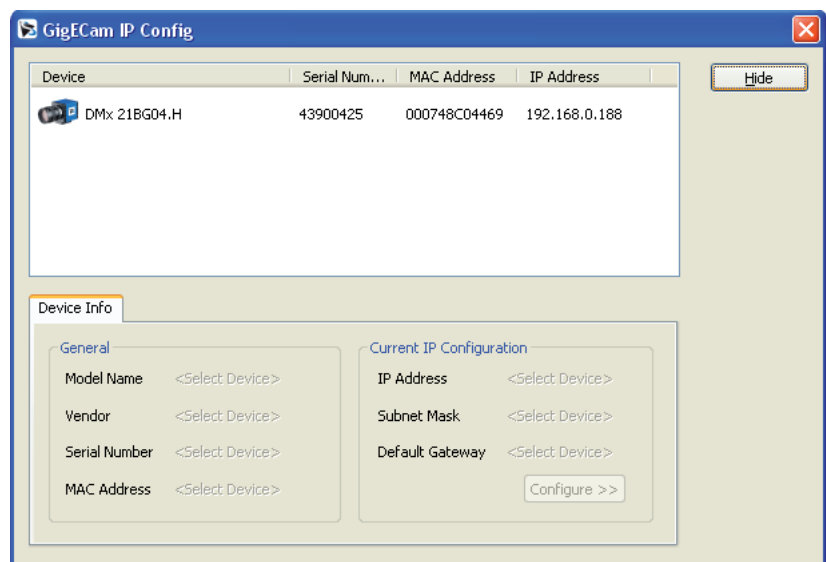 GigECam IP Config
Device Serial Num... MAC Address IP Address
Hide
DMx 21BG04.H 43900425 000748C04469 192.168.0.188
Device Info
General
Model Name <Select Device>
Vendor <Select Device>
Serial Number <Select Device>
MAC Address <Select Device>
Current IP Configuration
IP Address <Select Device>
Subnet Mask <Select Device>
Default Gateway <Select Device>
Configure >>